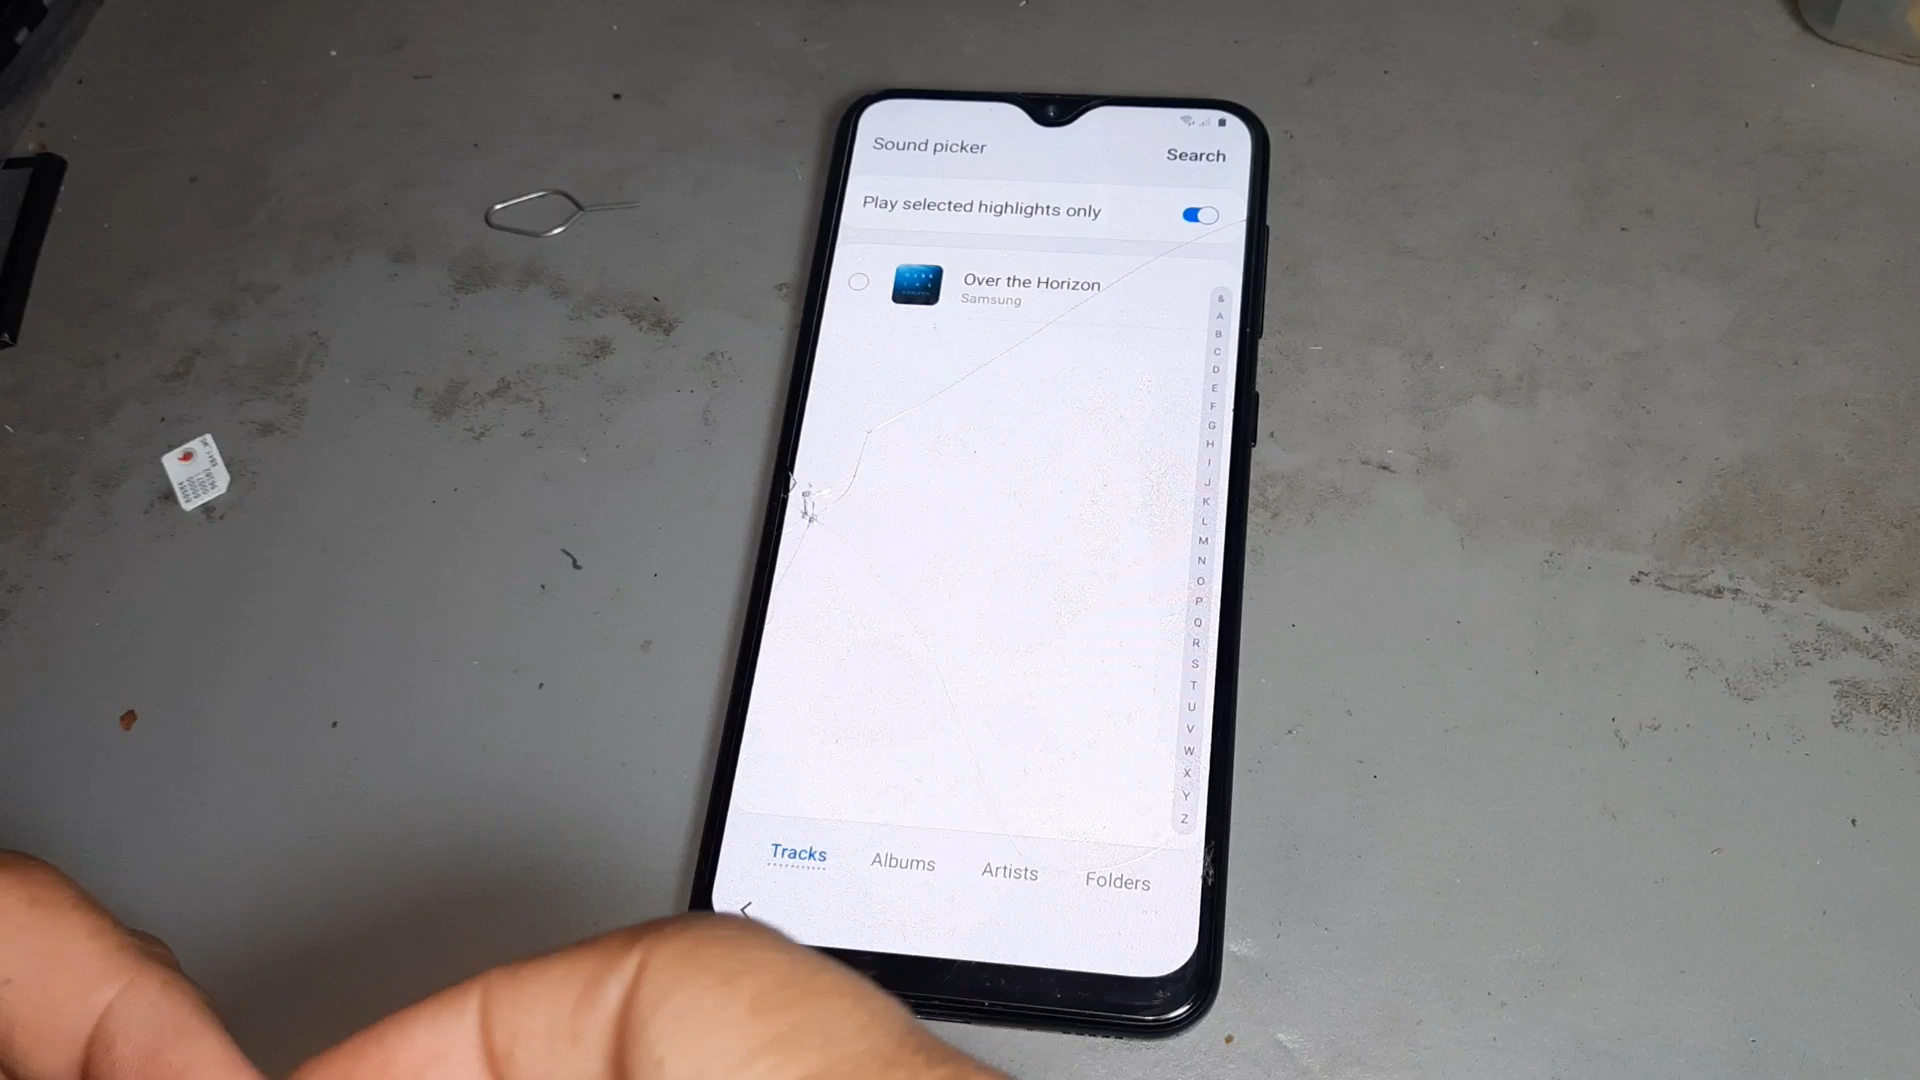 Sound picker
Search
Play selected highlights only
Over the Horizon
Samsung
&
A
B
C
D
E
F
G
H
I
J
K
L
M
N
O
P
Q
R
S
T
U
V
W
X
Y
Z
Tracks
Albums
Artists
Folders